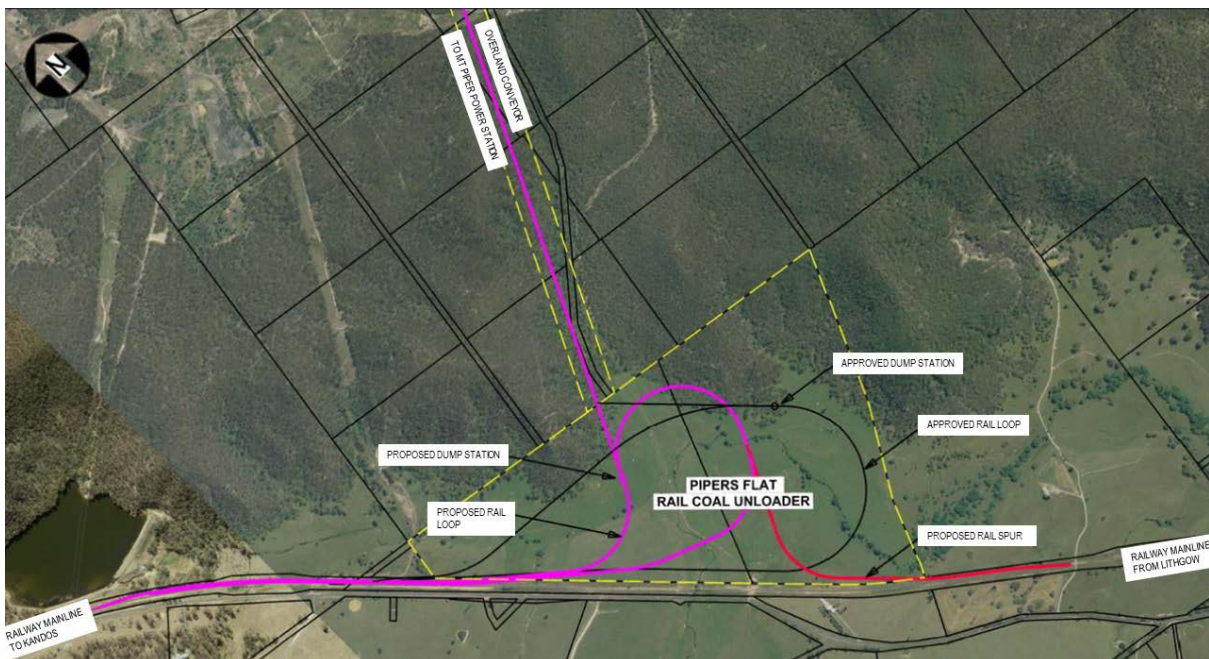 N
TO MT PIPER POWER STATION
OVERLAND CONVEYOR
APPROVED DUMP STATION
APPROVED RAIL LOOP
PROPOSED DUMP STATION
PIPERS FLAT
RAIL COAL UNLOADER
PROPOSED RAIL
LOOP
PROPOSED RAIL SPUR
RAILWAY MAINLINE
FROM LITHGOW
RAILWAY MAINLINE
TO KANDOS